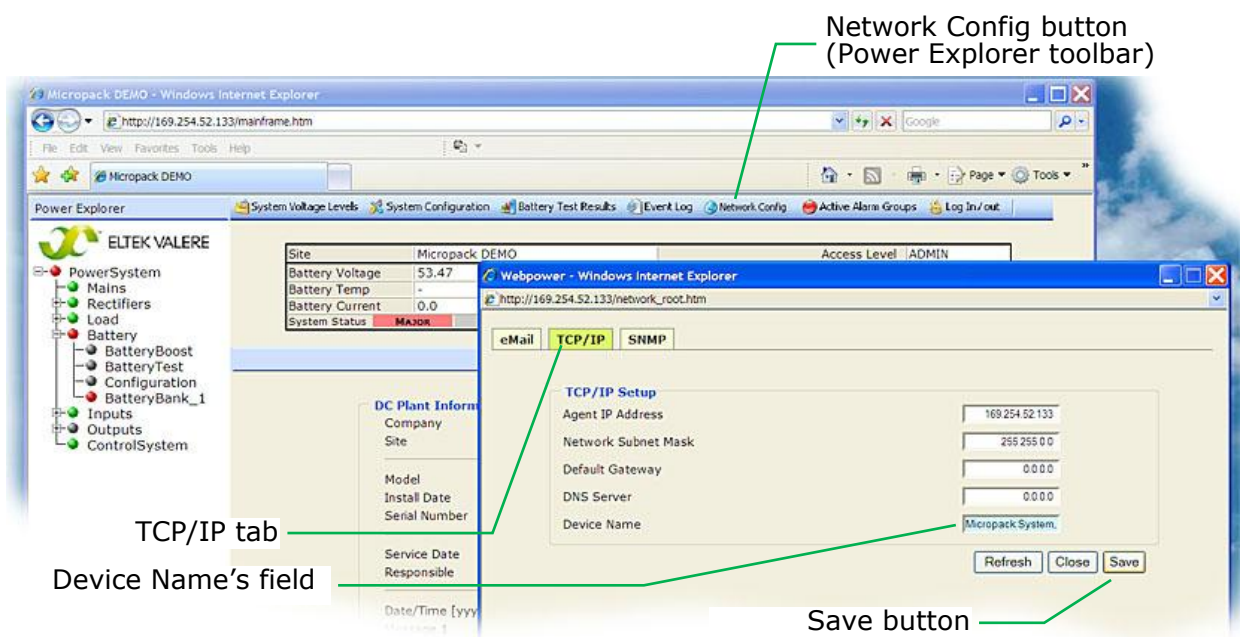 Network Config button
(Power Explorer toolbar)
Micropack DEMO - Windows Internet Explorer
http://169.254.52.133/mainframe.htm
Google
File Edit View Favorites Tools Help
Micropack DEMO
Page Tools
Power Explorer
System Voltage Levels System Configuration Battery Test Results Event Log Network Config Active Alarm Groups Log In/out
ELTEK VALERE
PowerSystem
Mains
Rectifiers
Load
Battery
BatteryBoost
BatteryTest
Configuration
BatteryBank_1
Inputs
Outputs
ControlSystem
Site Micropack DEMO Access Level ADMIN
Battery Voltage 53.47
Battery Temp -
Battery Current 0.0
System Status MAJOR
DC Plant Inform
Company
Site
Model
Install Date
Serial Number
Service Date
Responsible
Date/Time [yyy
Message 1
Webpower - Windows Internet Explorer
http://169.254.52.133/network_root.htm
eMail TCP/IP SNMP
TCP/IP Setup
Agent IP Address 169.254.52.133
Network Subnet Mask 255.255.0.0
Default Gateway 0.0.0.0
DNS Server 0.0.0.0
Device Name Micropack System,
Refresh Close Save
TCP/IP tab
Device Name's field
Save button